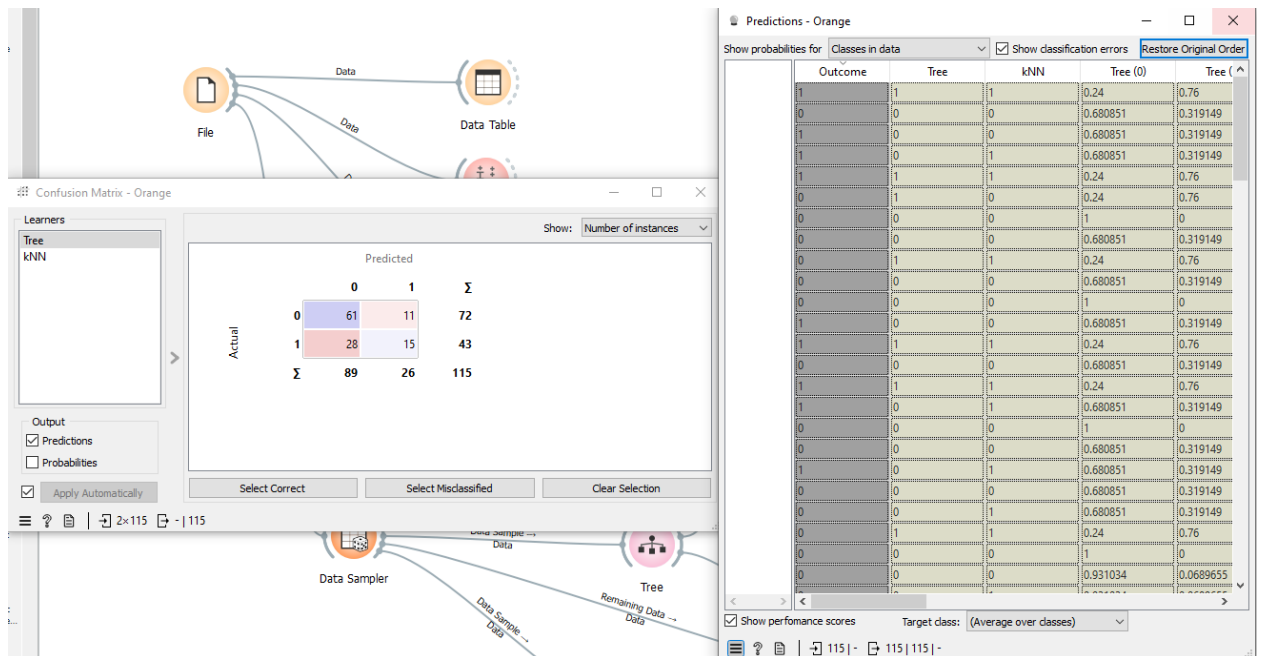 Data
Data
File
Data Table
Confusion Matrix - Orange
Learners
Tree
kNN
Show: Number of instances
Predicted
0 1 Σ
Actual
0 61 11 72
1 28 15 43
Σ 89 26 115
Output
Predictions
Probabilities
Apply Automatically
Select Correct Select Misclassified Clear Selection
2×115 - | 115
Data Sample →
Data
Data Sampler
Tree
Data Sample →
Data
Remaining Data →
Data
Predictions - Orange
Show probabilities for Classes in data Show classification errors Restore Original Order
Outcome Tree kNN Tree (0) Tree (
1 1 1 0.24 0.76
0 0 0 0.680851 0.319149
1 0 0 0.680851 0.319149
1 0 1 0.680851 0.319149
1 1 1 0.24 0.76
0 1 0 0.24 0.76
0 0 0 1 0
0 0 0 0.680851 0.319149
0 1 1 0.24 0.76
0 0 0 0.680851 0.319149
0 0 0 1 0
1 0 0 0.680851 0.319149
1 1 1 0.24 0.76
0 0 0 0.680851 0.319149
1 1 1 0.24 0.76
1 0 1 0.680851 0.319149
0 0 0 1 0
0 0 0 0.680851 0.319149
1 0 1 0.680851 0.319149
0 0 0 0.680851 0.319149
0 0 1 0.680851 0.319149
0 1 1 0.24 0.76
0 0 0 1 0
0 0 0 0.931034 0.0689655
Show perfomance scores Target class: (Average over classes)
115 | - 115 | 115 | -